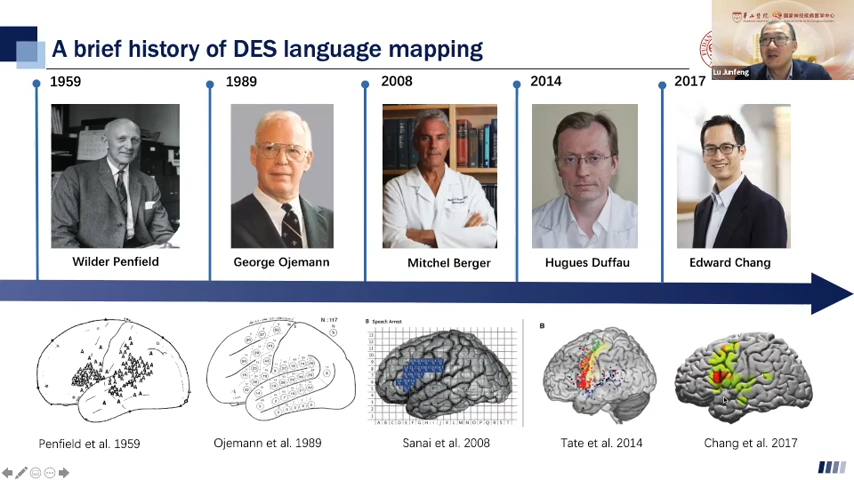 A brief history of DES language mapping
Lu Junfeng
1959
1989
2008
2014
2017
Wilder Penfield
George Ojemann
Mitchel Berger
Hugues Duffau
Edward Chang
N : 117
B Speech Arrest
B
Penfield et al. 1959
Ojemann et al. 1989
Sanai et al. 2008
Tate et al. 2014
Chang et al. 2017